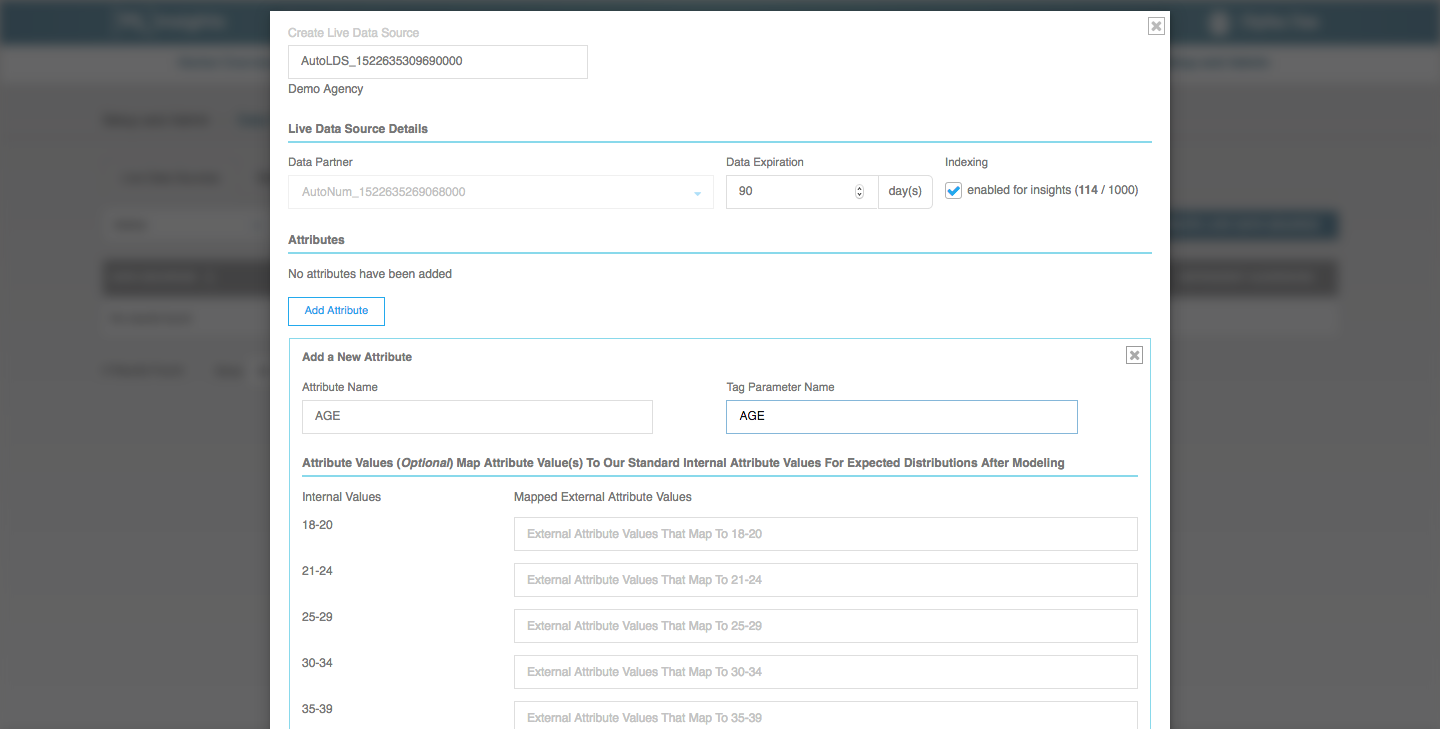 Create Live Data Source
AutoLDS_1522635309690000
Demo Agency
Live Data Source Details
Data Partner
Data Expiration
Indexing
AutoNum_1522635269068000
90
day(s)
enabled for insights (114 / 1000)
Attributes
No attributes have been added
Add Attribute
Add a New Attribute
Attribute Name
Tag Parameter Name
AGE
AGE
Attribute Values (Optional) Map Attribute Value(s) To Our Standard Internal Attribute Values For Expected Distributions After Modeling
Internal Values
Mapped External Attribute Values
18-20
External Attribute Values That Map To 18-20
21-24
External Attribute Values That Map To 21-24
25-29
External Attribute Values That Map To 25-29
30-34
External Attribute Values That Map To 30-34
35-39
External Attribute Values That Map To 35-39